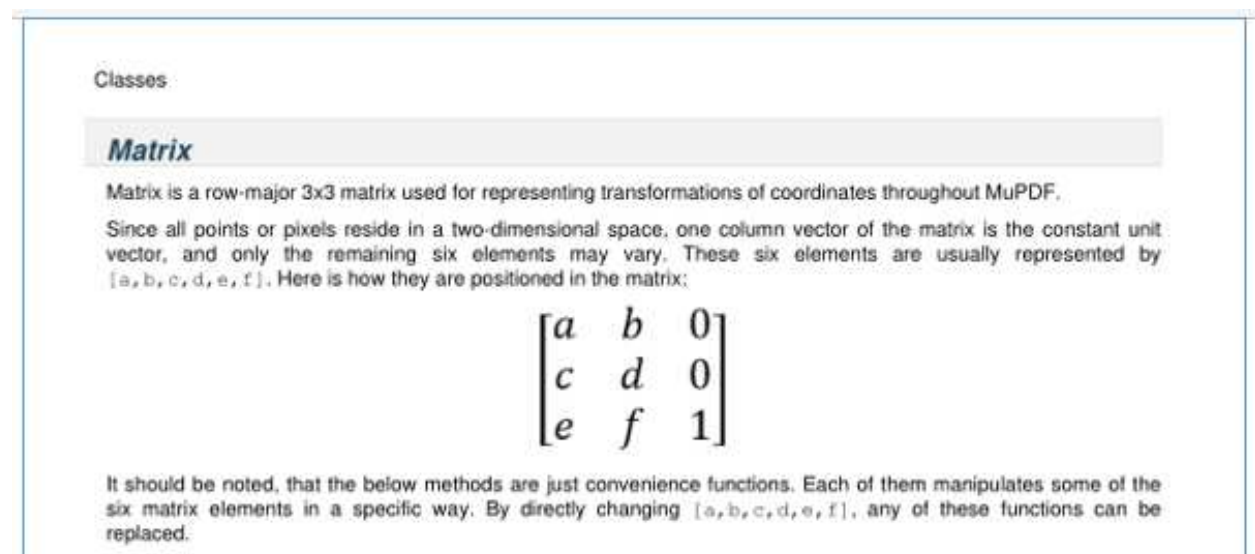 Classes
Matrix
Matrix is a row-major 3x3 matrix used for representing transformations of coordinates throughout MuPDF.
Since all points or pixels reside in a two-dimensional space, one column vector of the matrix is the constant unit
vector, and only the remaining six elements may vary. These six elements are usually represented by
[a,b,c,d,e,f]. Here is how they are positioned in the matrix:
a b 0
c d 0
e f 1
It should be noted, that the below methods are just convenience functions. Each of them manipulates some of the
six matrix elements in a specific way. By directly changing [a,b,c,d,e,f], any of these functions can be
replaced.